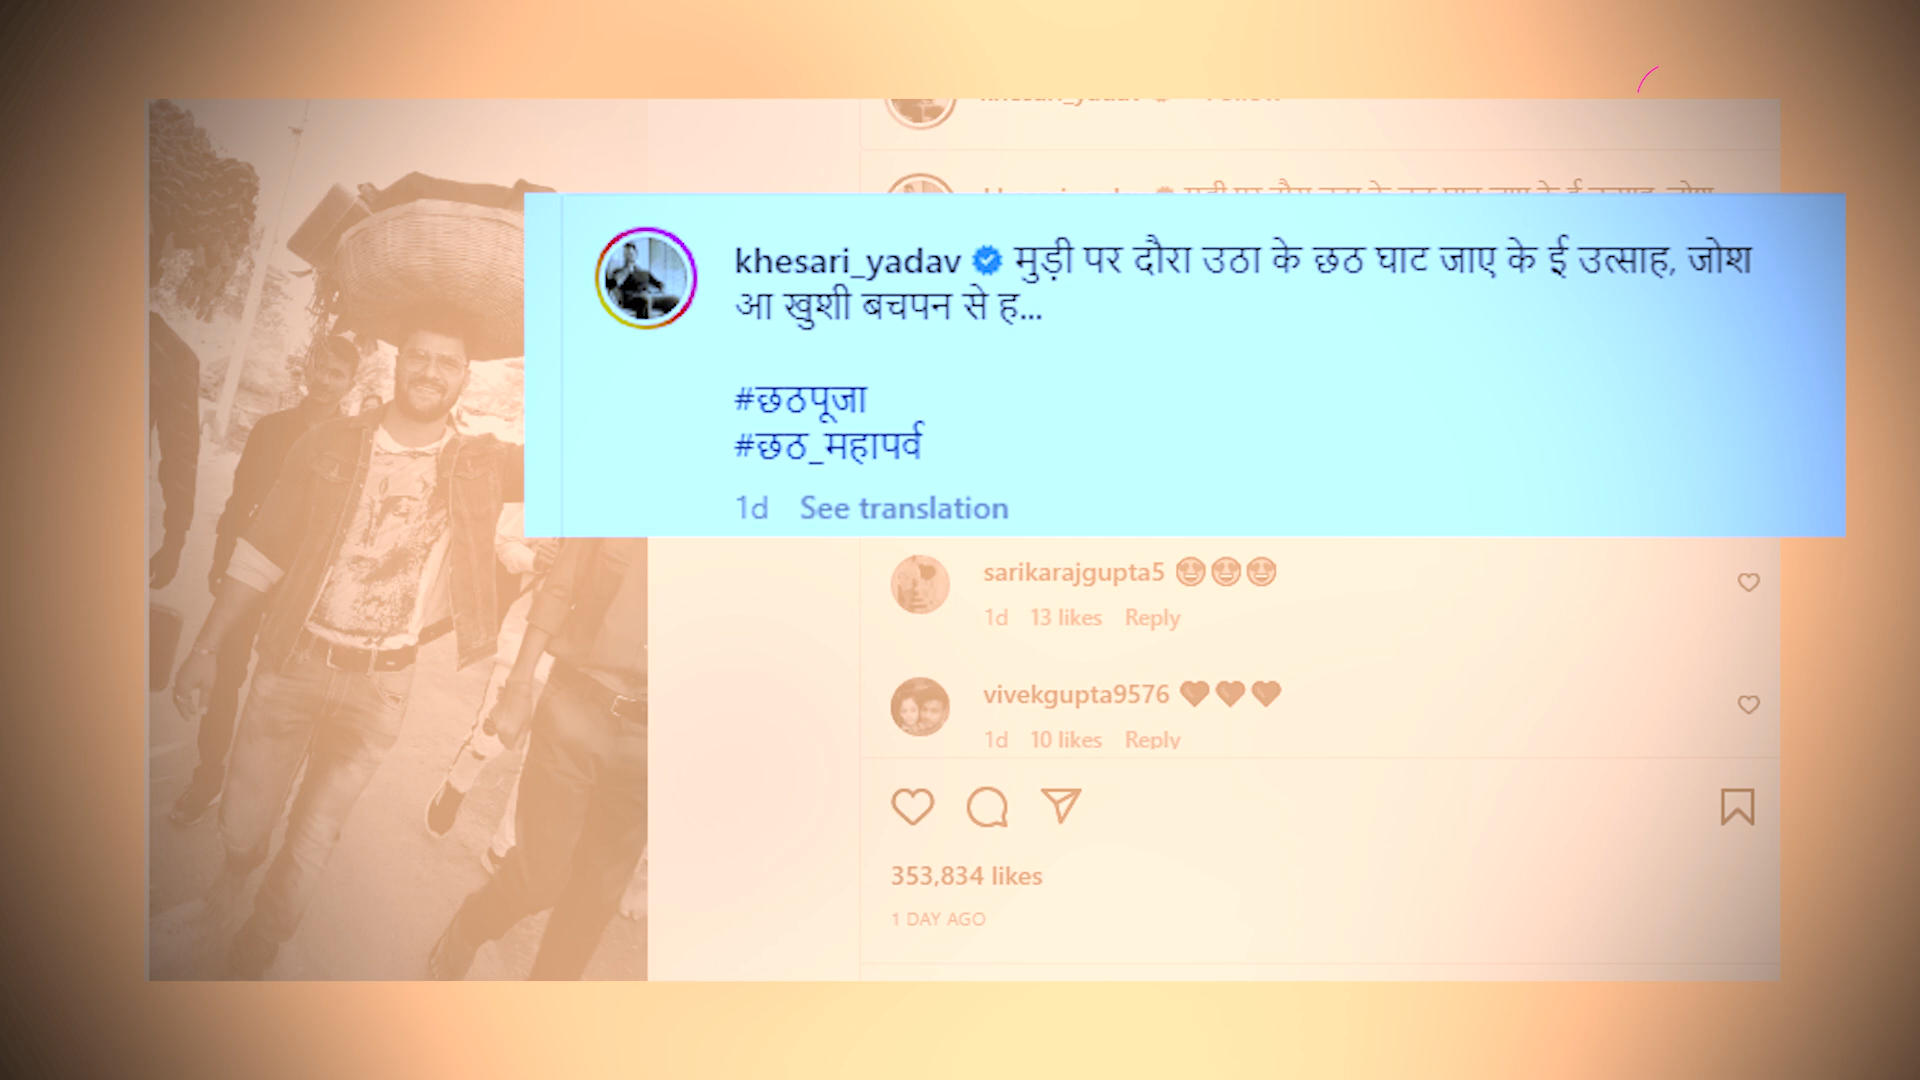 khesari_yadav मुड़ी पर दौरा उठा के छठ घाट जाए के ई उत्साह, जोश
आ खुशी बचपन से ह...
#छठपूजा
#छठ_महापर्व
1d See translation
sarikarajgupta5 😍😍😍
1d 13 likes Reply
vivekgupta9576 ❤❤❤
1d 10 likes Reply
353,834 likes
1 DAY AGO